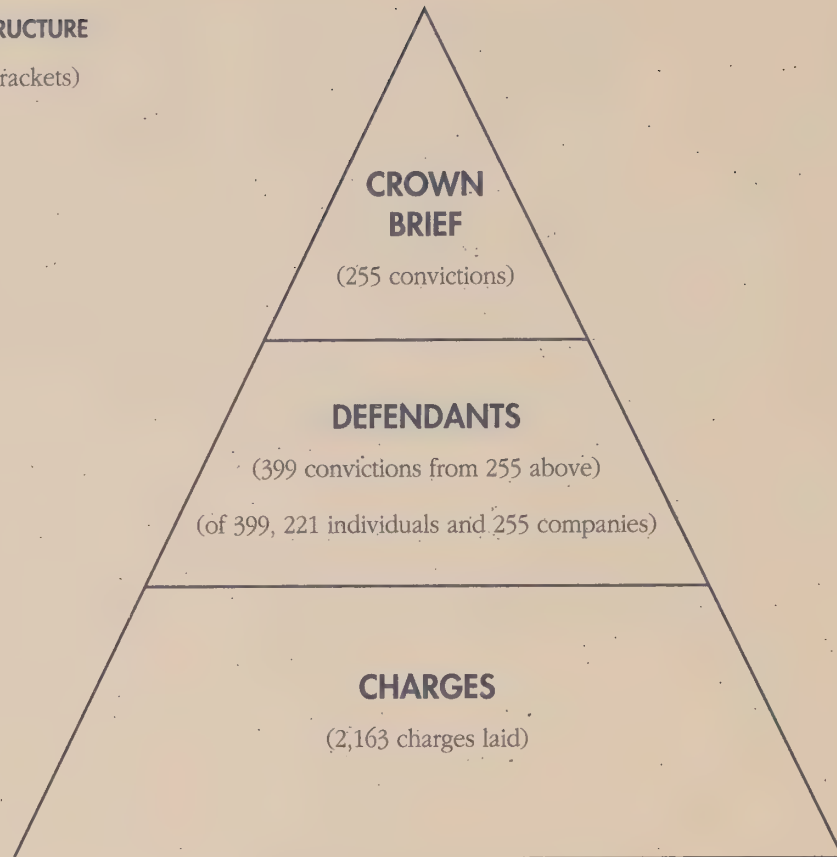 RUCTURE
rackets)
CROWN
BRIEF
(255 convictions)
DEFENDANTS
(399 convictions from 255 above)
(of 399, 221 individuals and 255 companies)
CHARGES
(2,163 charges laid)